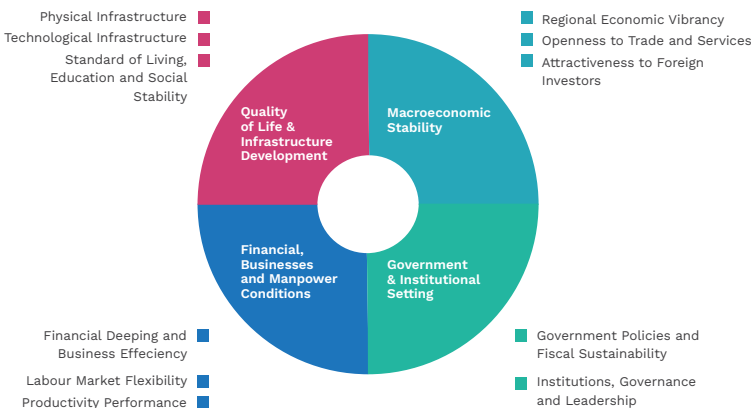 Physical Infrastructure
Technological Infrastructure
Standard of Living,
Education and Social
Stability
Regional Economic Vibrancy
Openness to Trade and Services
Attractiveness to Foreign
Investors
Quality
of Life &
Infrastructure
Development
Macroeconomic
Stability
Financial,
Businesses
and Manpower
Conditions
Government
& Institutional
Setting
Financial Deeping and
Business Effeciency
Labour Market Flexibility
Productivity Performance
Government Policies and
Fiscal Sustainability
Institutions, Governance
and Leadership